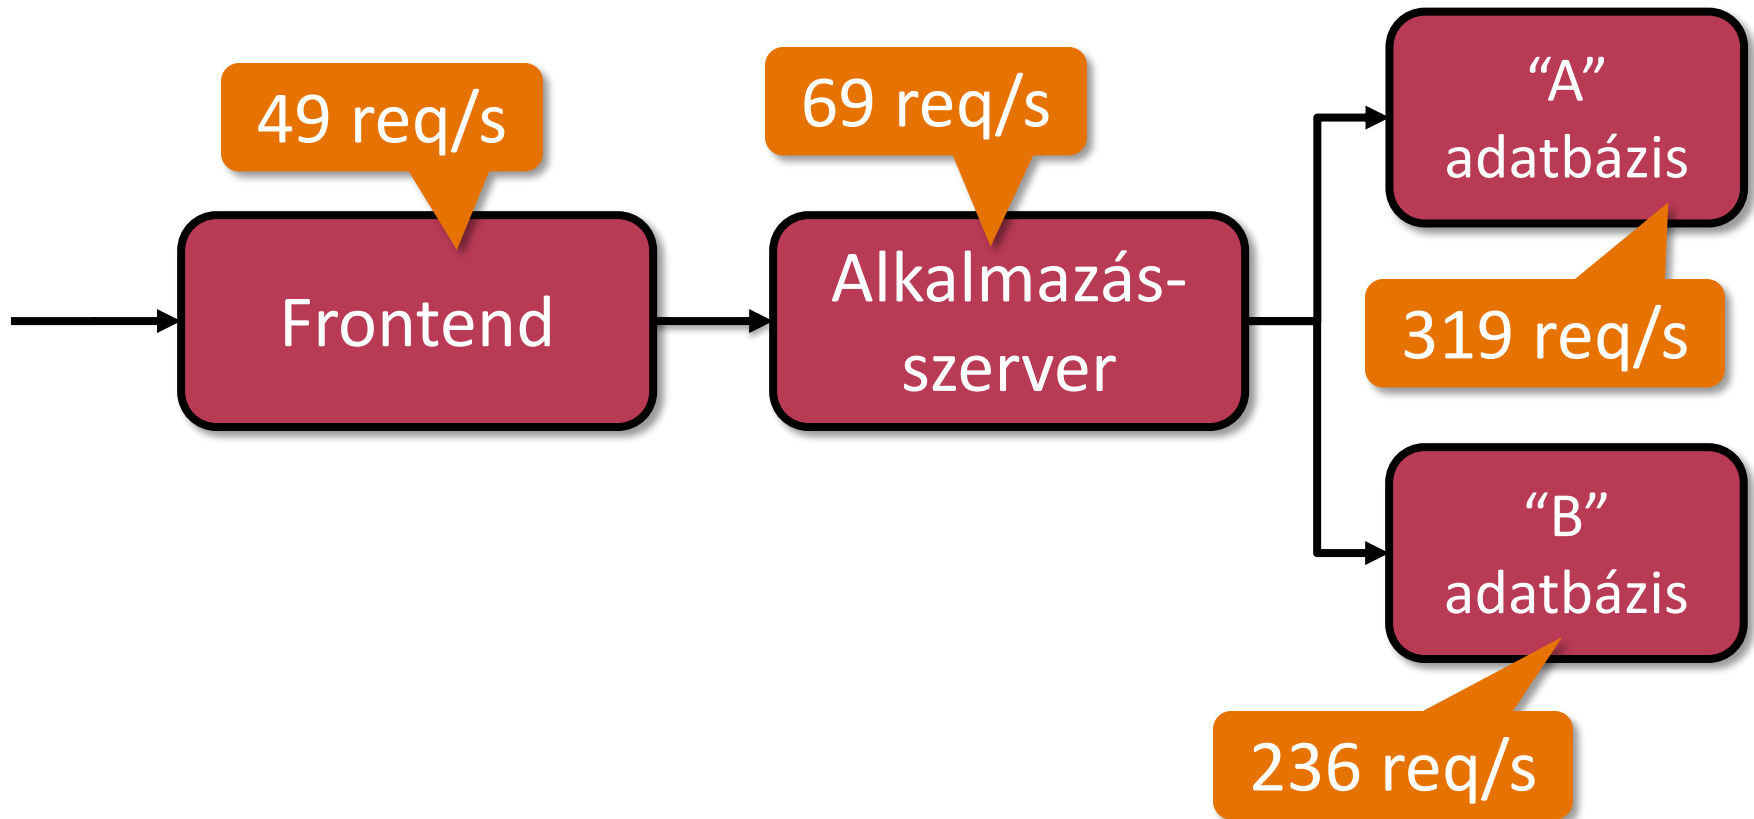 49 req/s
69 req/s
“A”
adatbázis
Frontend
Alkalmazás-
szerver
319 req/s
“B”
adatbázis
236 req/s